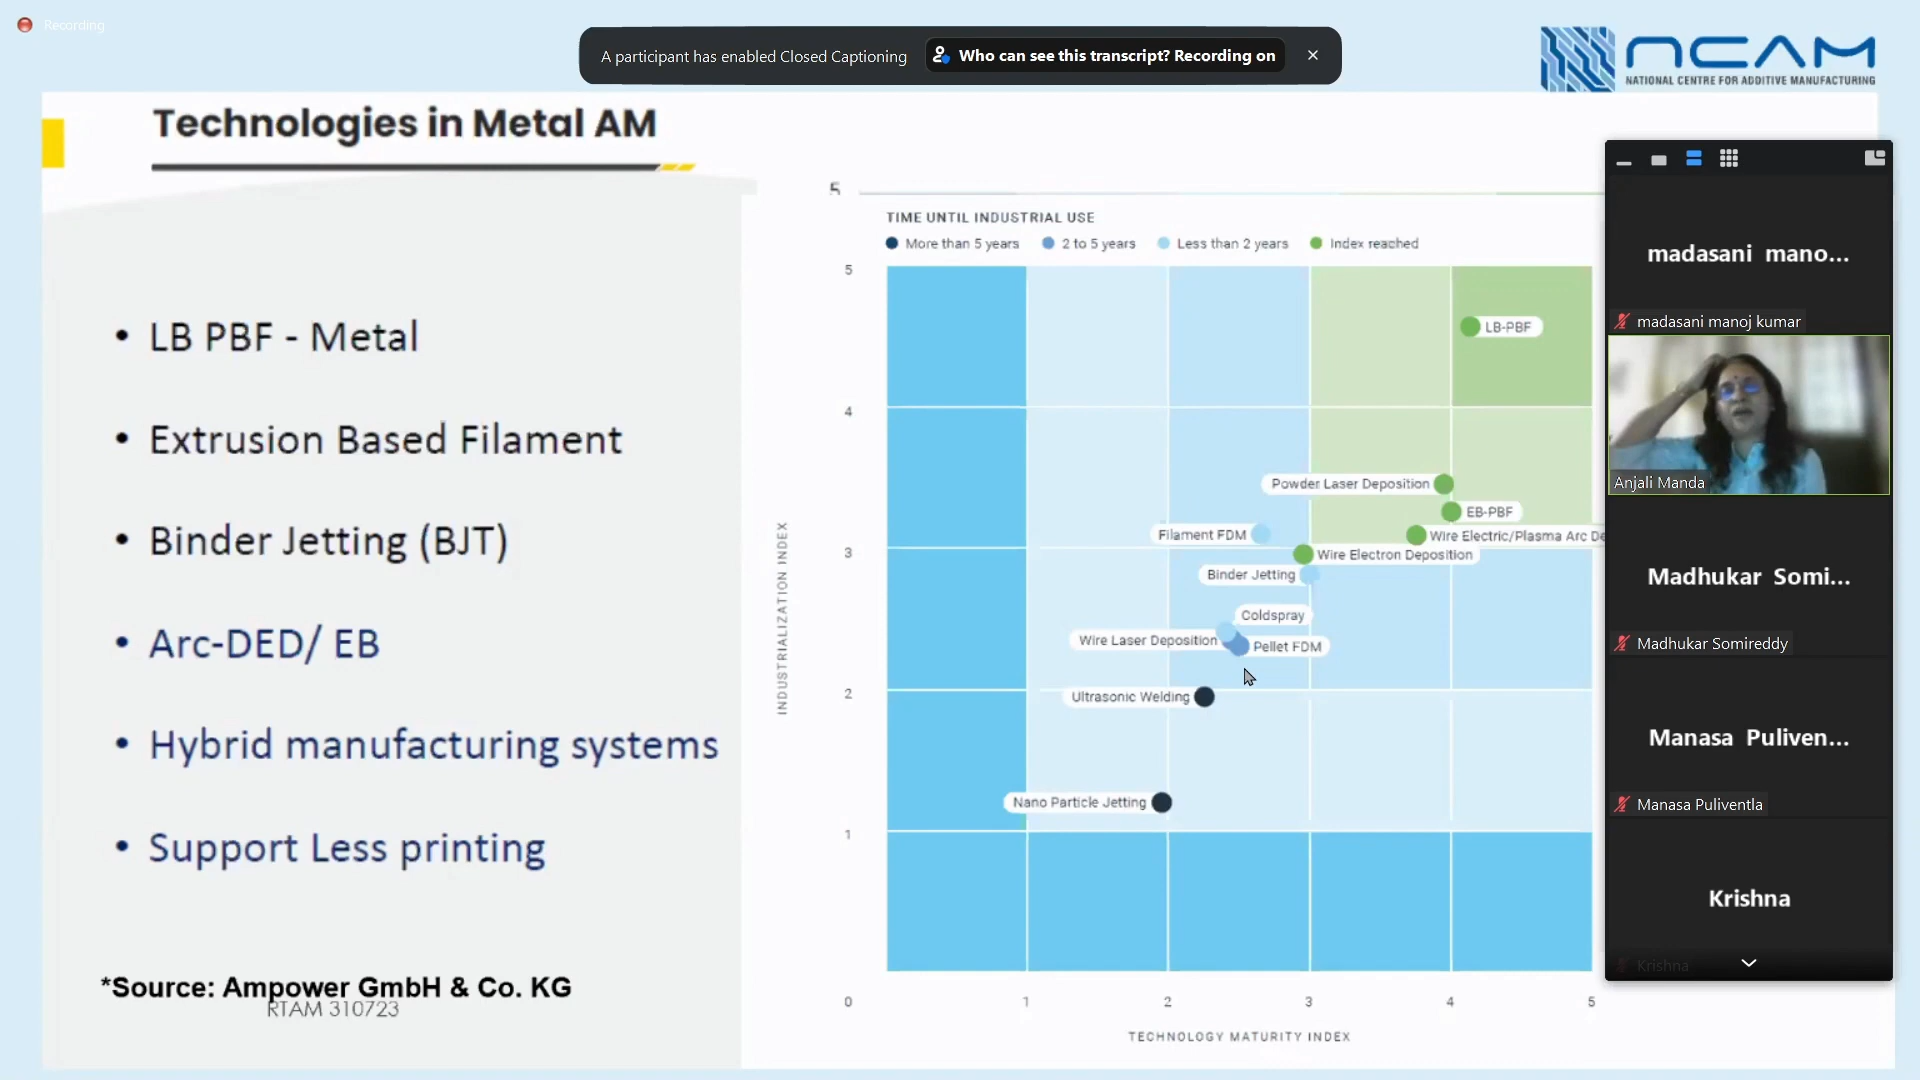 Recording
A participant has enabled Closed Captioning
Who can see this transcript? Recording on
NCAM
NATIONAL CENTRE FOR ADDITIVE MANUFACTURING
Technologies in Metal AM
• LB PBF - Metal
• Extrusion Based Filament
• Binder Jetting (BJT)
• Arc-DED/ EB
• Hybrid manufacturing systems
• Support Less printing
*Source: Ampower GmbH & Co. KG
RTAM 310723
5
TIME UNTIL INDUSTRIAL USE
More than 5 years
2 to 5 years
Less than 2 years
Index reached
5
4
3
2
1
0
1
2
3
4
5
INDUSTRIALIZATION INDEX
TECHNOLOGY MATURITY INDEX
LB-PBF
Powder Laser Deposition
EB-PBF
Filament FDM
Wire Electric/Plasma Arc De
Wire Electron Deposition
Binder Jetting
Coldspray
Wire Laser Deposition
Pellet FDM
Ultrasonic Welding
Nano Particle Jetting
madasani mano...
madasani manoj kumar
Anjali Manda
Madhukar Somi...
Madhukar Somireddy
Manasa Puliven...
Manasa Puliventla
Krishna
Krishna